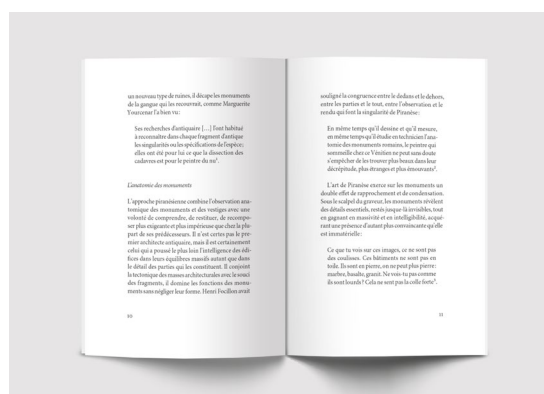 un nouveau type de ruines, il décape les monuments
de la gangue qui les recouvrait, comme Marguerite
Yourcenar l'a bien vu :
Ses recherches d'antiquaire […] l'ont habitué
à reconnaître dans chaque fragment d'antique
les singularités ou les spécifications de l'espèce ;
elles ont été pour lui ce que la dissection des
cadavres est pour le peintre du nu⁴.
L'anatomie des monuments
L'approche piranésienne combine l'observation ana-
tomique des monuments et des vestiges avec une
volonté de comprendre, de restituer, de recompo-
ser plus exigeante et plus impérieuse que chez la plu-
part de ses prédécesseurs. Il n'est certes pas le pre-
mier architecte antiquaire, mais il est certainement
celui qui a poussé le plus loin l'intelligence des édi-
fices dans leurs équilibres massifs autant que dans
le détail des parties qui les constituent. Il conjoint
la tectonique des masses architecturales avec le souci
des fragments, il domine les fonctions des monu-
ments sans négliger leur forme. Henri Focillon avait
souligné la congruence entre le dedans et le dehors,
entre les parties et le tout, entre l'observation et le
rendu qui font la singularité de Piranèse :
En même temps qu'il dessine et qu'il mesure,
en même temps qu'il étudie en technicien l'ana-
tomie des monuments romains, le peintre qui
sommeille chez ce Vénitien ne peut sans doute
s'empêcher de les trouver plus beaux dans leur
décrépitude, plus étranges et plus émouvants.
L'art de Piranèse exerce sur les monuments un
double effet de rapprochement et de condensation.
Sous le scalpel du graveur, les monuments révèlent
des détails essentiels, restés jusque-là invisibles, tout
en gagnant en massivité et en intelligibilité, acqué-
rant une présence d'autant plus convaincante qu'elle
est immatérielle :
Ce que tu vois sur ces images, ce ne sont pas
des coulisses. Ces bâtiments ne sont pas en
toile. Ils sont en pierre, on ne peut plus pierre :
marbre, basalte, granit. Ne vois-tu pas comme
ils sont lourds ? Cela ne sent pas la colle forte.